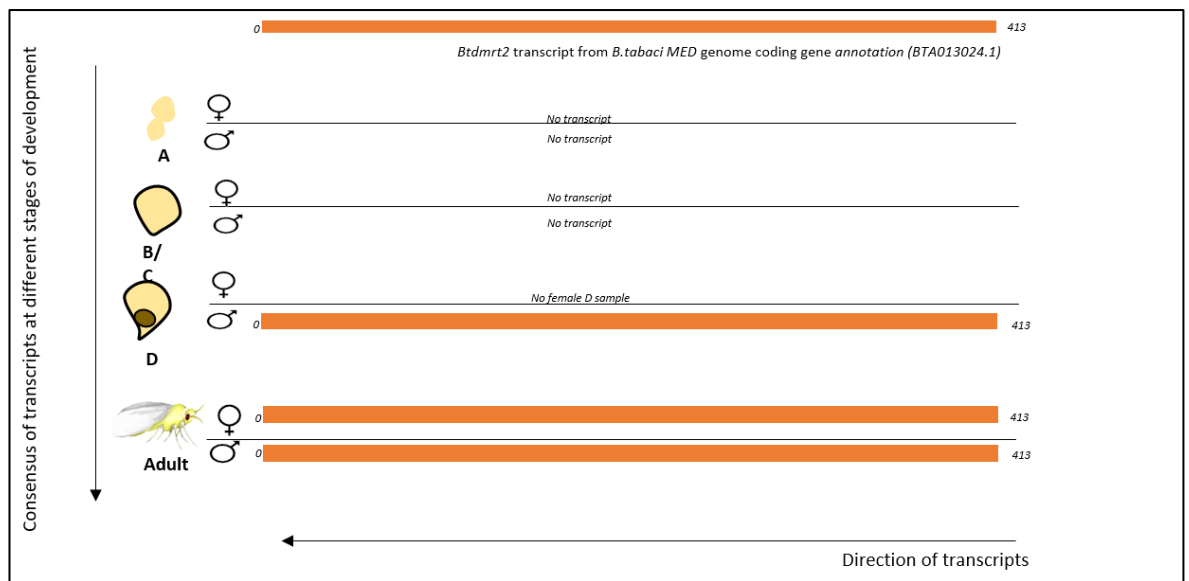 Consensus of transcripts at different stages of development
0 413
Btdmrt2 transcript from B.tabaci MED genome coding gene annotation (BTA013024.1)
♀ No transcript
♂ No transcript
A
♀ No transcript
♂ No transcript
B/
C
♀ No female D sample
♂ 0 413
D
♀ 0 413
♂ 0 413
Adult
Direction of transcripts